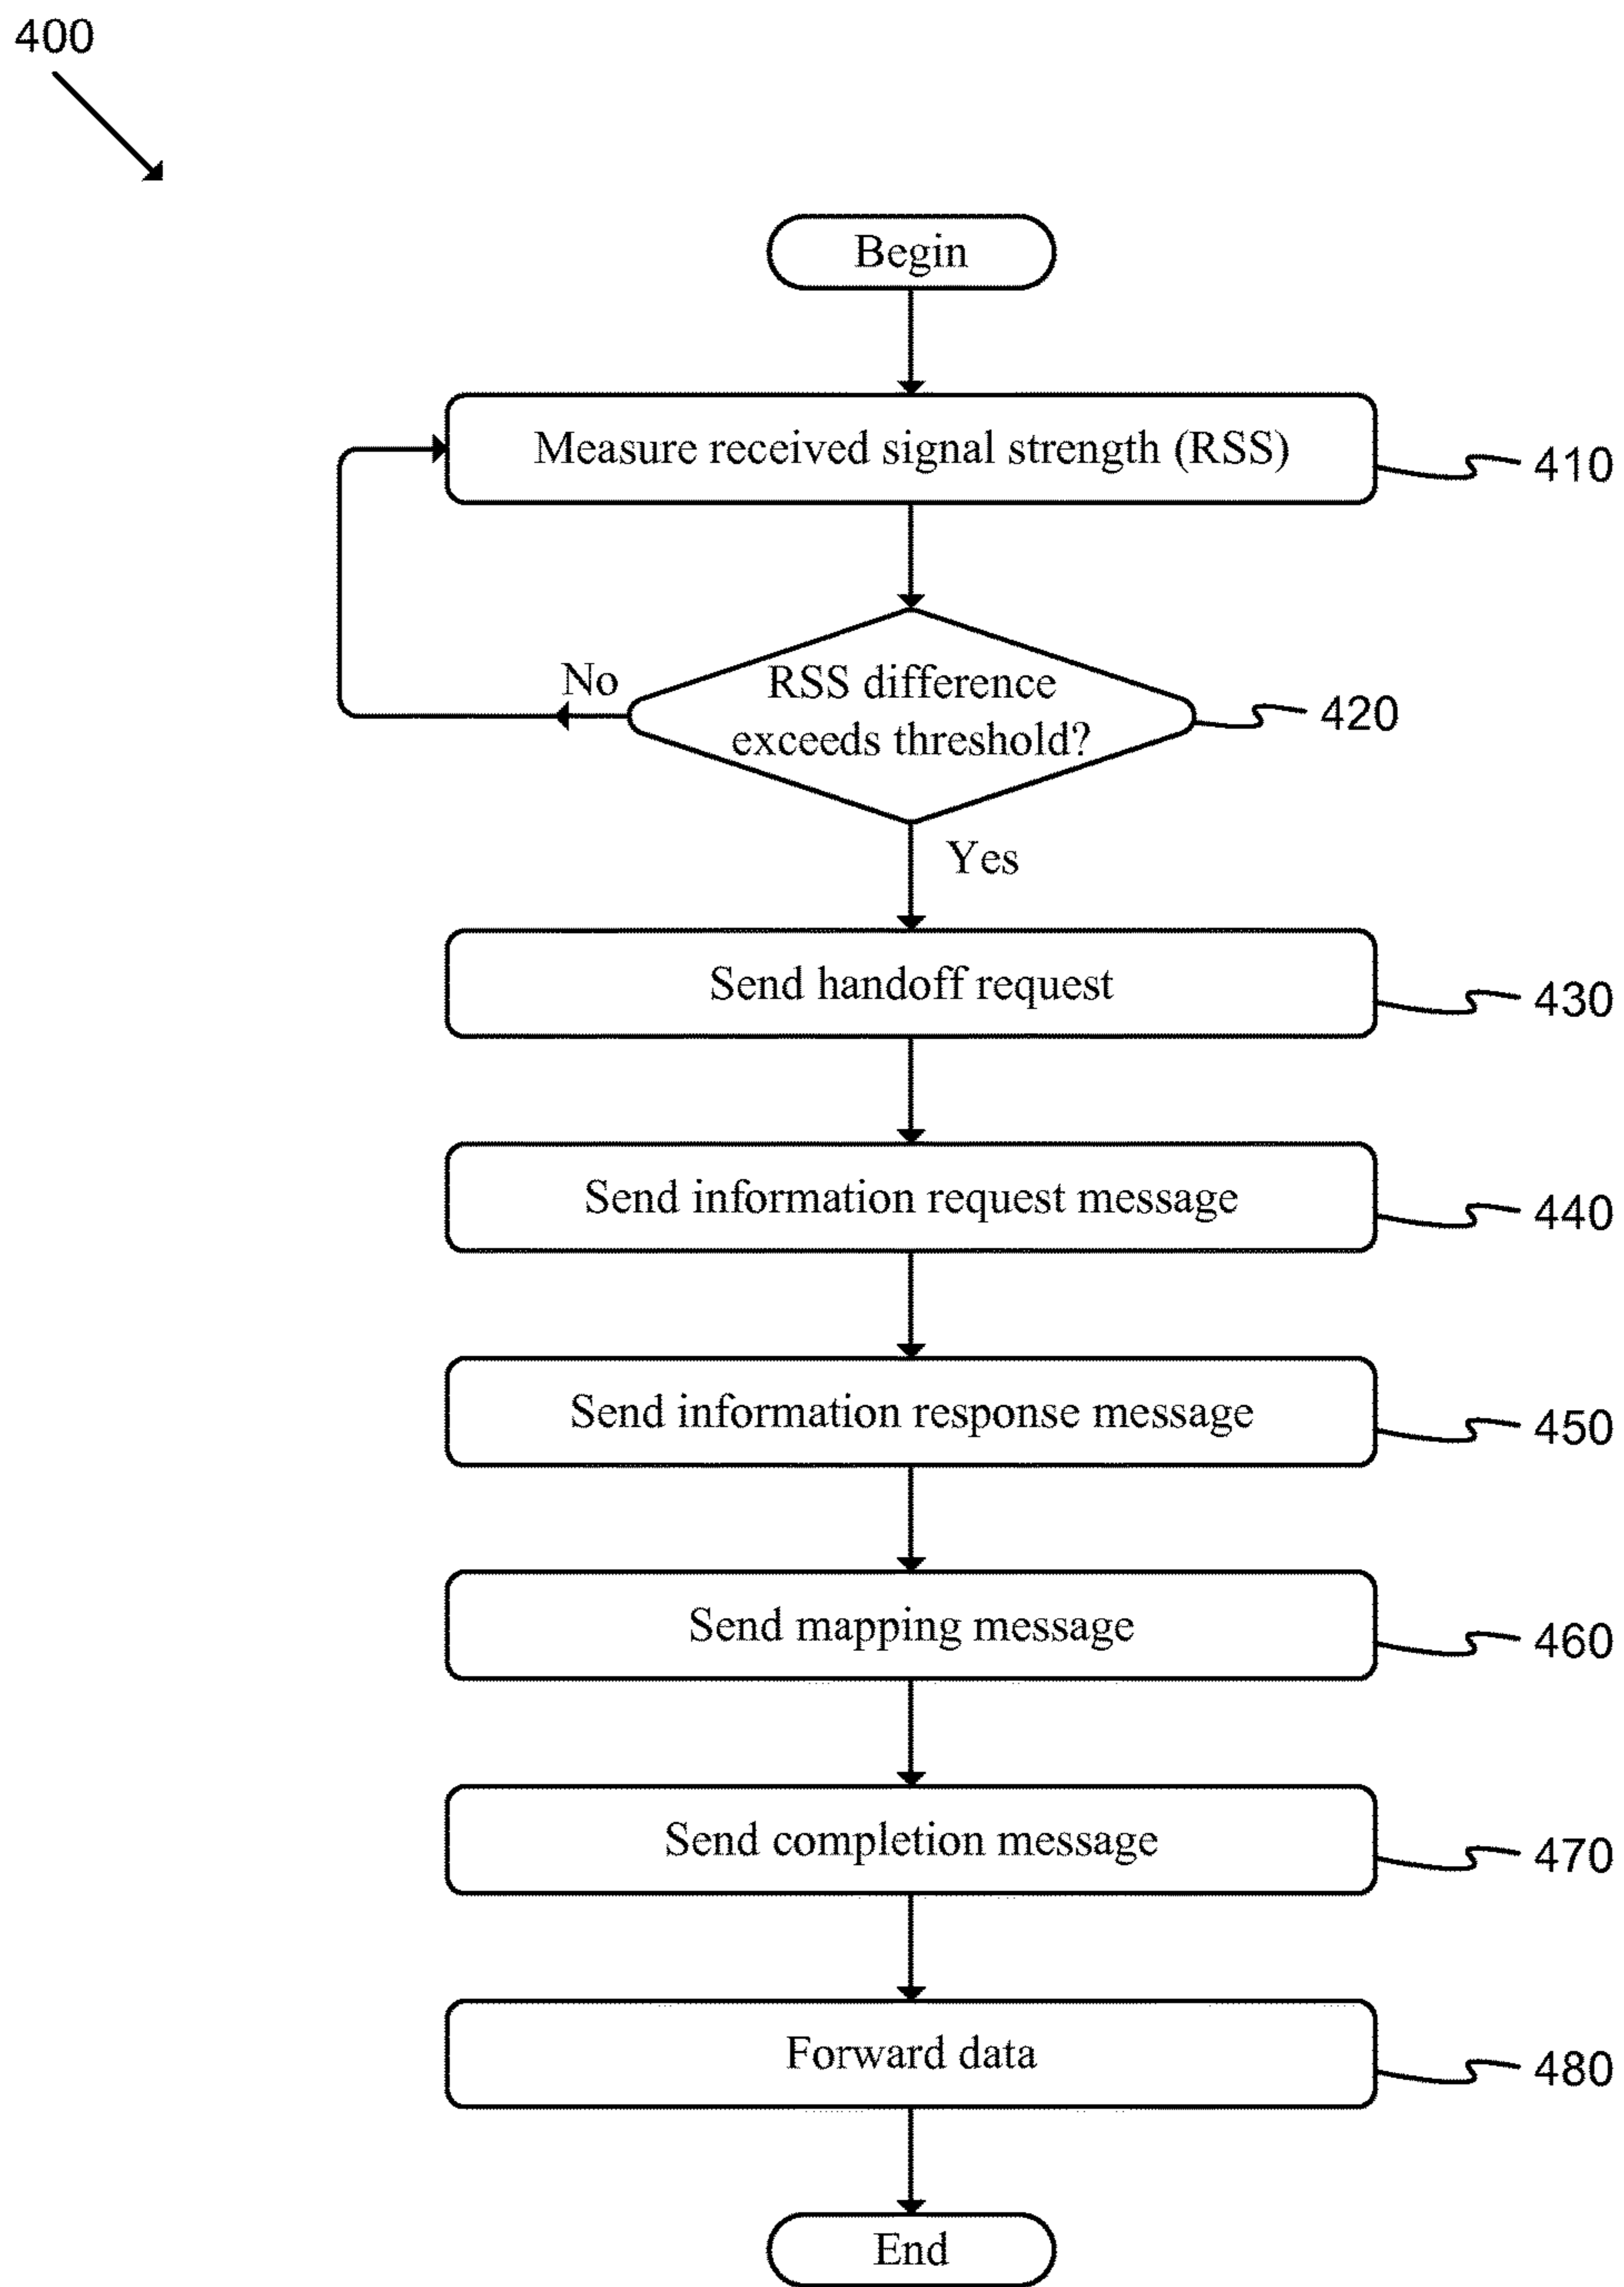 400
Begin
Measure received signal strength (RSS)
410
RSS difference
exceeds threshold?
420
No
Yes
Send handoff request
430
Send information request message
440
Send information response message
450
Send mapping message
460
Send completion message
470
Forward data
480
End